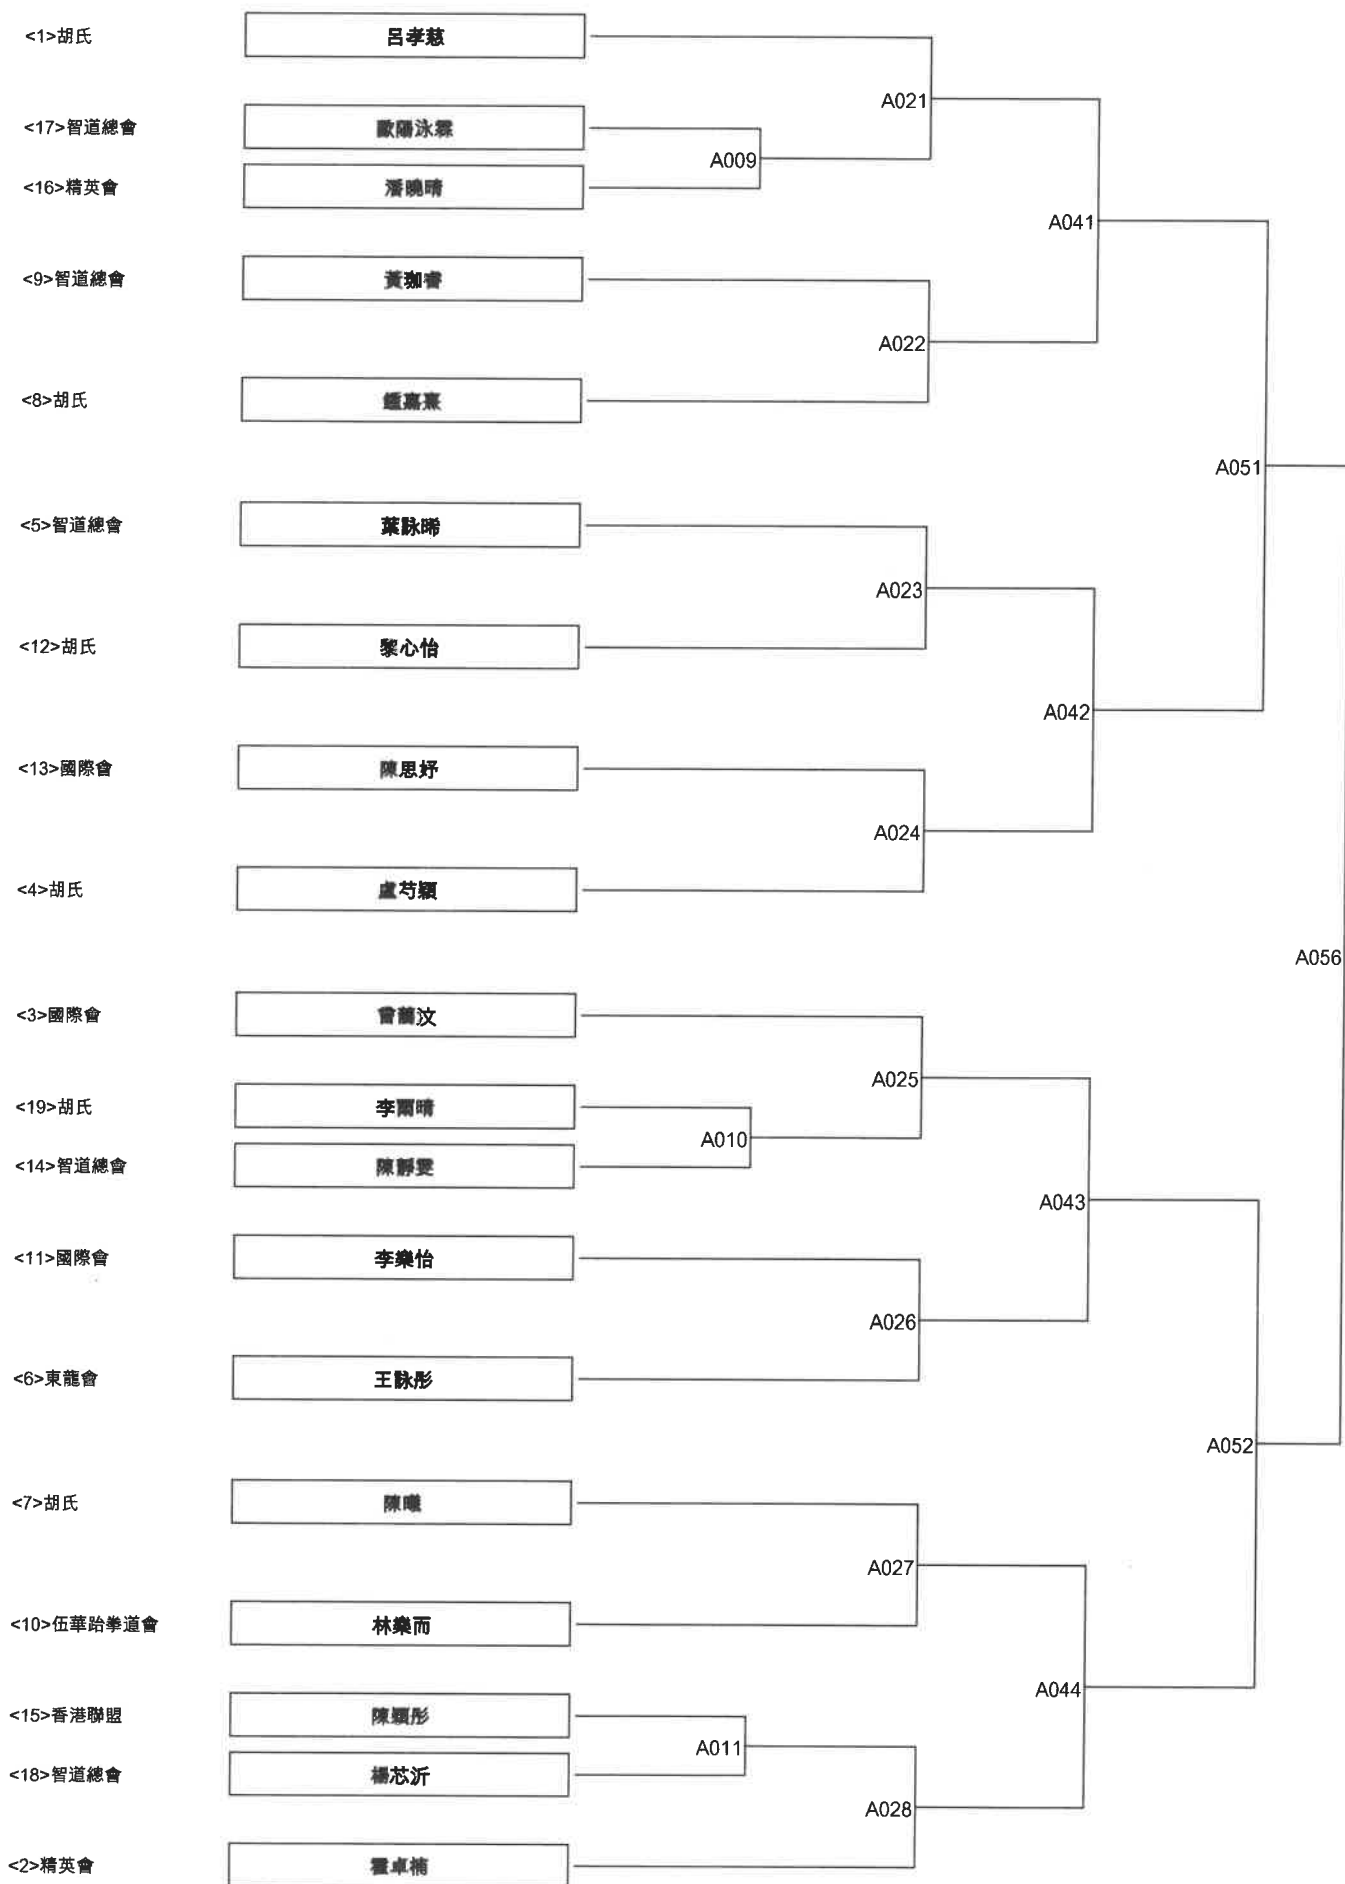 <1>胡氏 呂孝慈
A021
<17>智道總會 歐陽泳霖
A009
<16>精英會 潘曉晴
A041
<9>智道總會 黃珈睿
A022
<8>胡氏 鍾嘉熹
A051
<5>智道總會 葉詠晞
A023
<12>胡氏 黎心怡
A042
<13>國際會 陳思妤
A024
<4>胡氏 盧芍穎
A056
<3>國際會
A025
<19>胡氏 李爾晴
A010
<14>智道總會 陳靜雯
A043
<11>國際會 李樂怡
A026
<6>東龍會 王詠彤
A052
<7>胡氏 陳曦
A027
<10>伍華跆拳道會 林樂而
A044
<15>香港聯盟 陳穎彤
A011
<18>智道總會 楊芯沂
A028
<2>精英會 霍卓楠